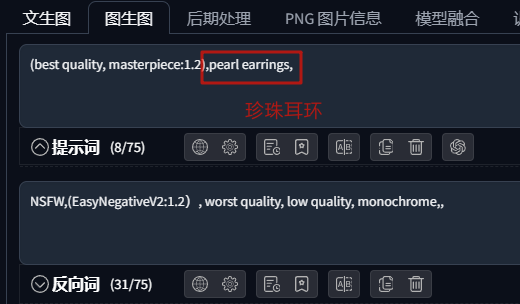 文生图 图生图 后期处理 PNG 图片信息 模型融合
(best quality, masterpiece:1.2),pearl earrings,
珍珠耳环
提示词 (8/75)
NSFW,(EasyNegativeV2:1.2），, worst quality, low quality, monochrome,,
反向词 (31/75)